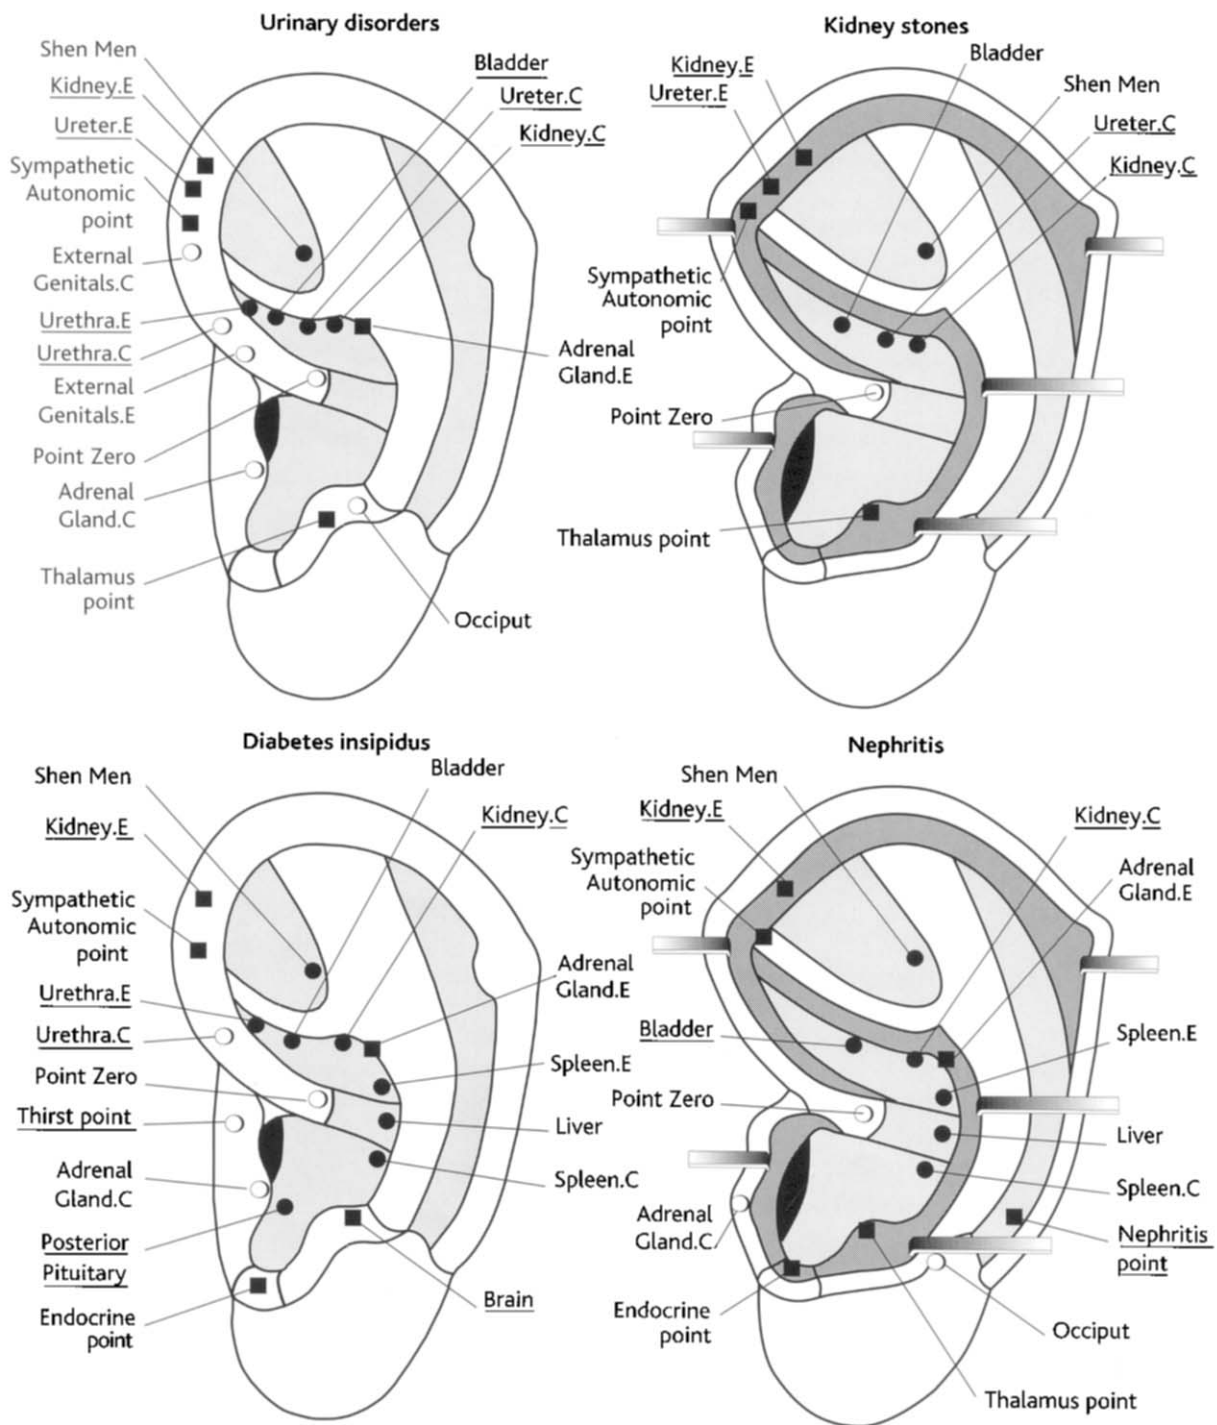 Urinary disorders
Shen Men
Kidney.E
Ureter.E
Sympathetic
Autonomic
point
External
Genitals.C
Urethra.E
Urethra.C
External
Genitals.E
Point Zero
Adrenal
Gland.C
Thalamus
point
Bladder
Ureter.C
Kidney.C
Adrenal
Gland.E
Occiput
Kidney stones
Kidney.E
Ureter.E
Sympathetic
Autonomic
point
Point Zero
Thalamus point
Bladder
Shen Men
Ureter.C
Kidney.C
Diabetes insipidus
Shen Men
Kidney.E
Sympathetic
Autonomic
point
Urethra.E
Urethra.C
Point Zero
Thirst point
Adrenal
Gland.C
Posterior
Pituitary
Endocrine
point
Bladder
Kidney.C
Adrenal
Gland.E
Spleen.E
Liver
Spleen.C
Brain
Nephritis
Shen Men
Kidney.E
Sympathetic
Autonomic
point
Bladder
Point Zero
Adrenal
Gland.C
Endocrine
point
Kidney.C
Adrenal
Gland.E
Spleen.E
Liver
Spleen.C
Nephritis
point
Occiput
Thalamus point